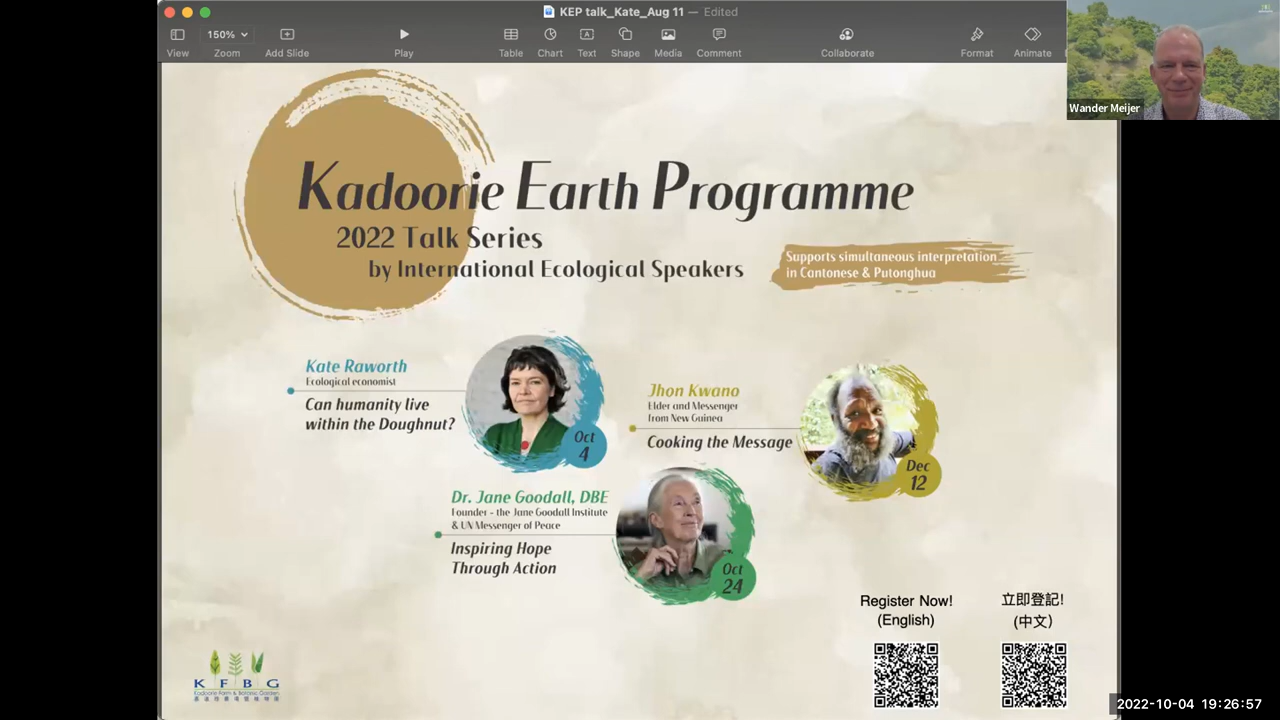 KEP talk_Kate_Aug 11 — Edited
150%
View
Zoom
Add Slide
Play
Table
Chart
Text
Shape
Media
Comment
Collaborate
Format
Animate
Wander Meijer
Kadoorie Earth Programme
2022 Talk Series
by International Ecological Speakers
Supports simultaneous interpretation
in Cantonese & Putonghua
Kate Raworth
Ecological economist
Can humanity live
within the Doughnut?
Oct
4
Jhon Kwano
Elder and Messenger
from New Guinea
Cooking the Message
Dec
12
Dr. Jane Goodall, DBE
Founder - the Jane Goodall Institute
& UN Messenger of Peace
Inspiring Hope
Through Action
Oct
24
Register Now!
(English)
立即登記!
(中文)
K F B G
Kadoorie Farm & Botanic Garden
2022-10-04 19:26:57